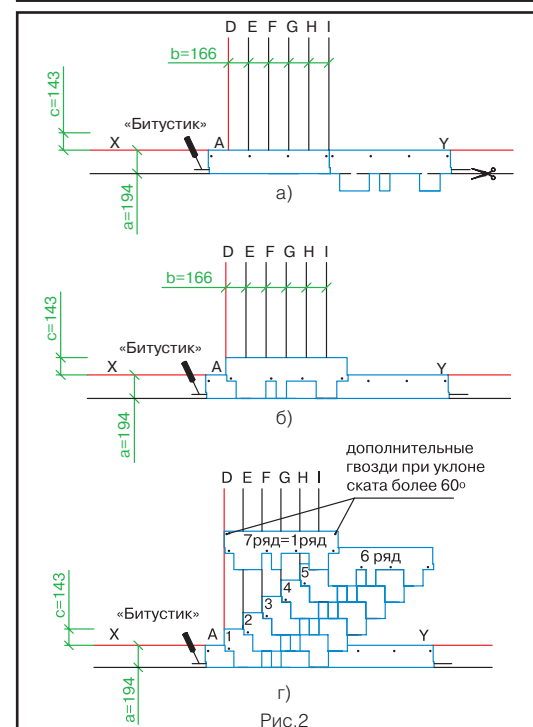 D E F G H I
b=166
c=143
«Битустик»
X A Y
a=194
а)
D E F G H I
b=166
c=143
«Битустик»
X A Y
a=194
б)
дополнительные
гвозди при уклоне
ската более 60°
D E F G H I
7ряд=1ряд
6 ряд
5
4
3
2
1
c=143
«Битустик»
X A Y
a=194
г)
Рис.2